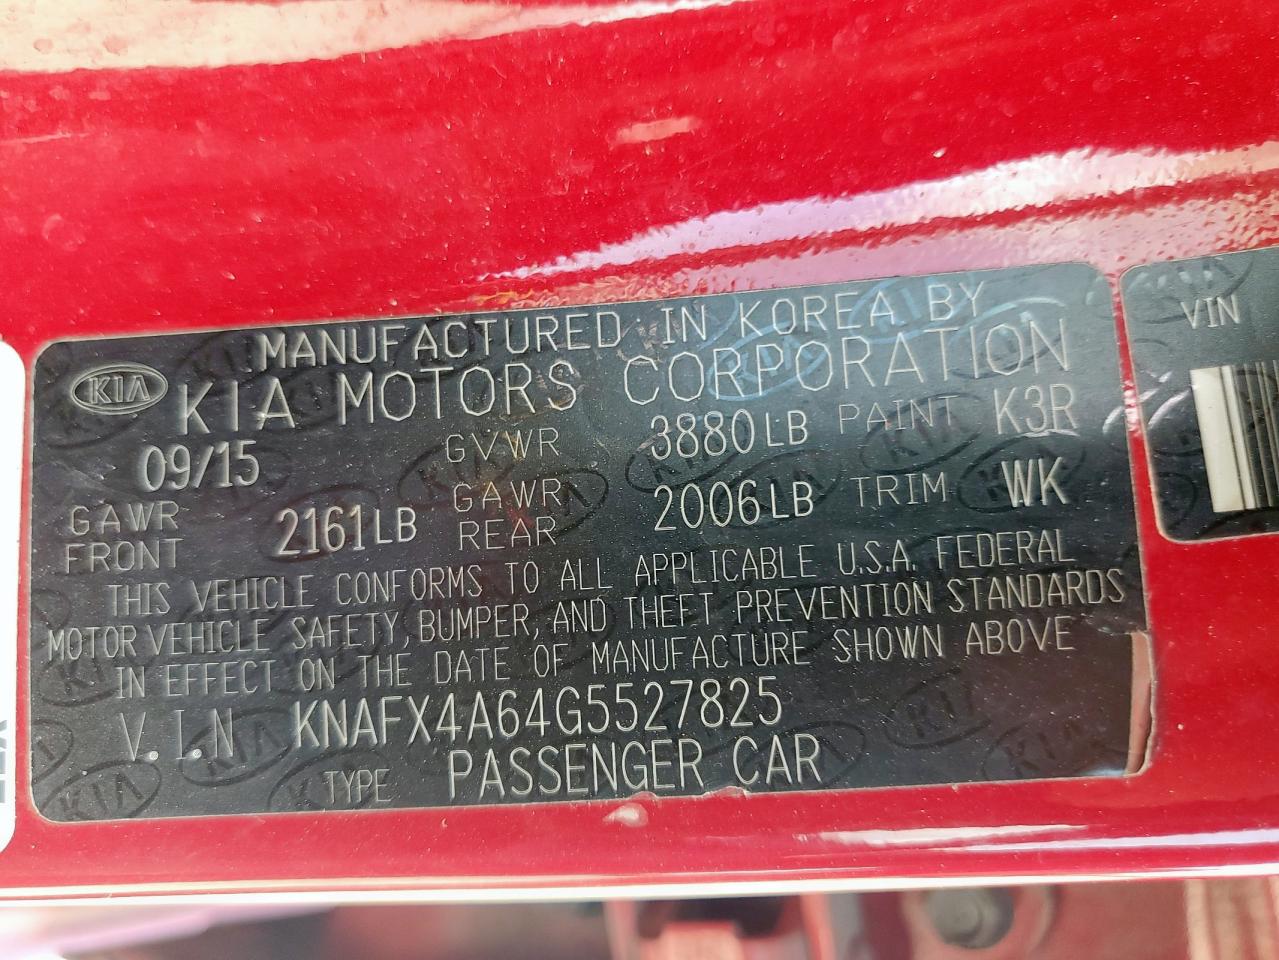 MANUFACTURED IN KOREA BY
KIA KIA MOTORS CORPORATION
09/15 GVWR 3880LB PAINT K3R
GAWR FRONT 2161LB GAWR REAR 2006LB TRIM WK
THIS VEHICLE CONFORMS TO ALL APPLICABLE U.S.A. FEDERAL
MOTOR VEHICLE SAFETY, BUMPER, AND THEFT PREVENTION STANDARDS
IN EFFECT ON THE DATE OF MANUFACTURE SHOWN ABOVE
V.I.N KNAFX4A64G5527825
TYPE PASSENGER CAR
VIN